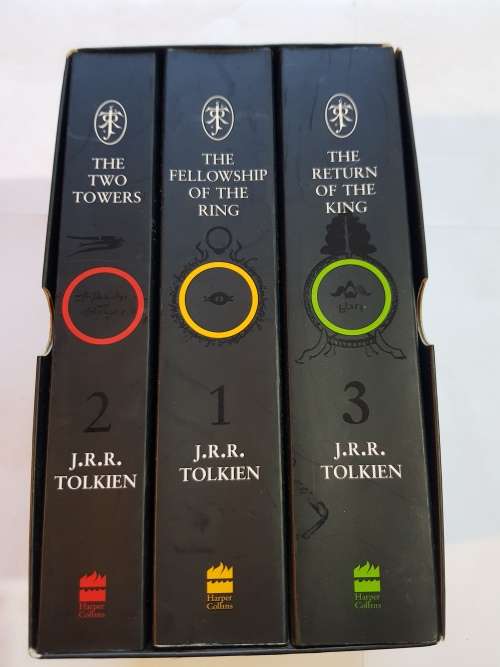 THE
TWO
TOWERS
2
J.R.R.
TOLKIEN
Harper
Collins
THE
FELLOWSHIP
OF THE
RING
1
J.R.R.
TOLKIEN
Harper
Collins
THE
RETURN
OF THE
KING
3
J.R.R.
TOLKIEN
Harper
Collins